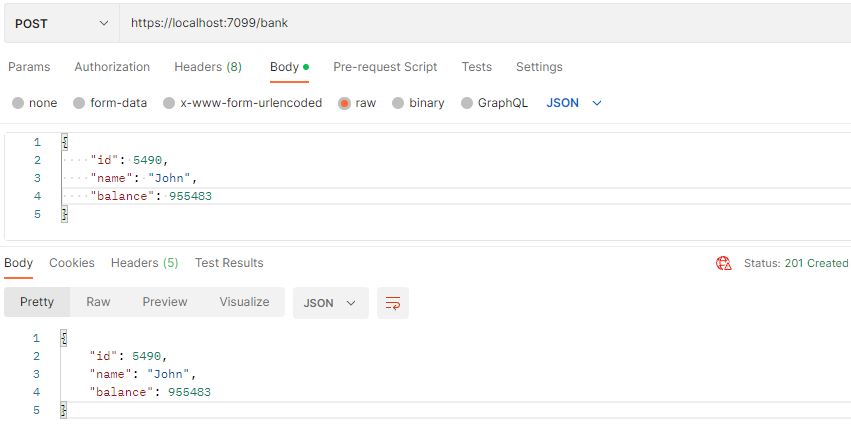 POST https://localhost:7099/bank
Params Authorization Headers (8) Body Pre-request Script Tests Settings
none form-data x-www-form-urlencoded raw binary GraphQL JSON
1 {
2 "id": 5490,
3 "name": "John",
4 "balance": 955483
5 }
Body Cookies Headers (5) Test Results Status: 201 Created
Pretty Raw Preview Visualize JSON
1 {
2 "id": 5490,
3 "name": "John",
4 "balance": 955483
5 }